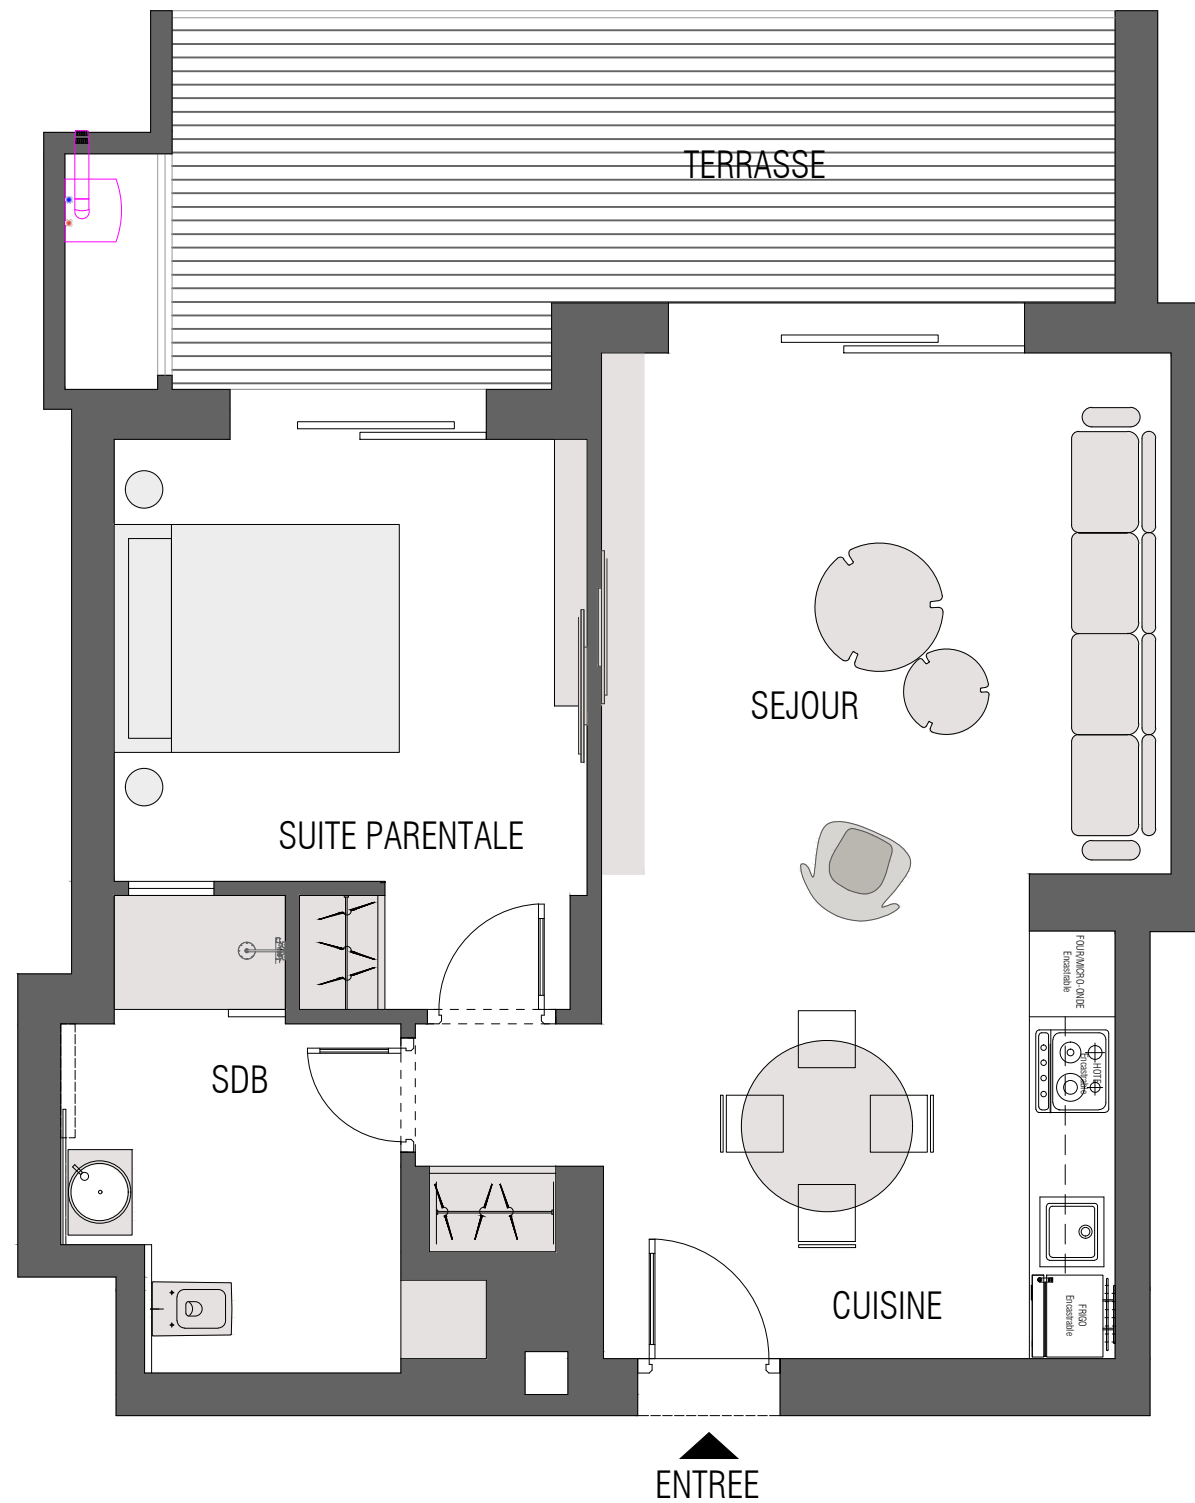 TERRASSE
SEJOUR
SUITE PARENTALE
FOUR/MICRO-ONDE
Encastrable
HOTTE
Encastrable
SDB
CUISINE
FRIGO
Encastrable
ENTREE